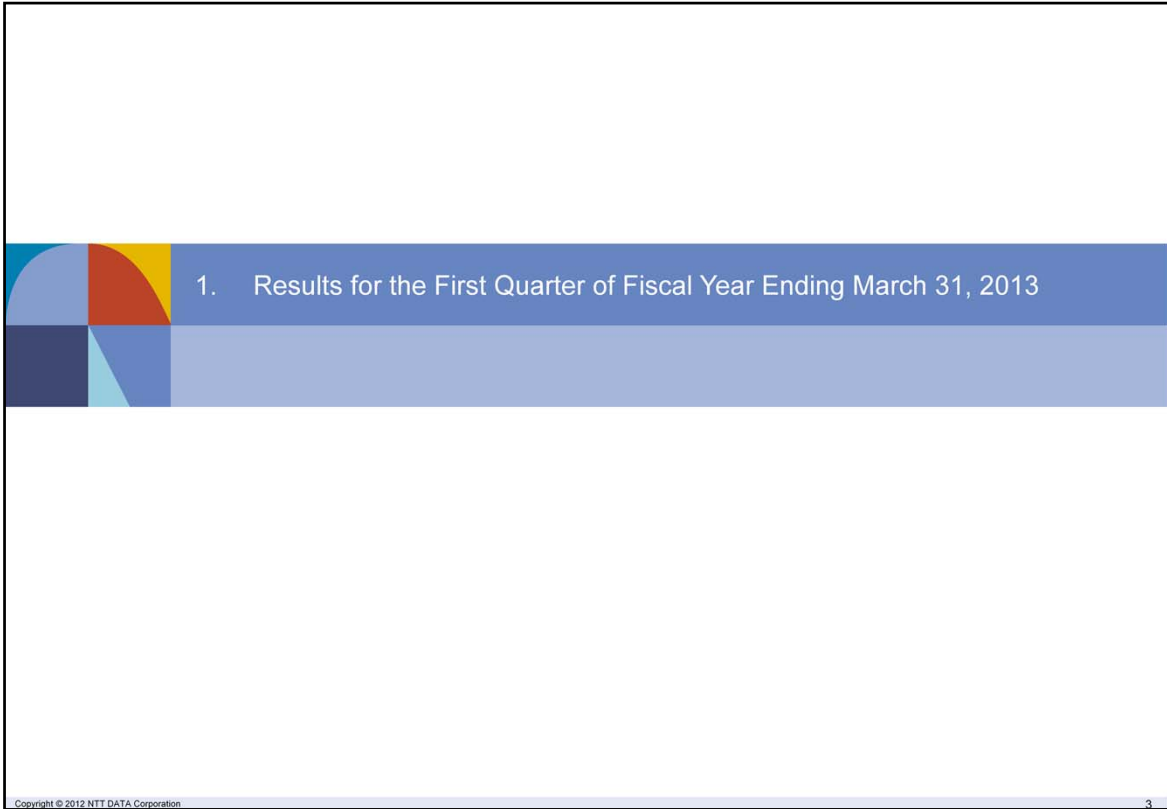 1. Results for the First Quarter of Fiscal Year Ending March 31, 2013
Copyright © 2012 NTT DATA Corporation
3